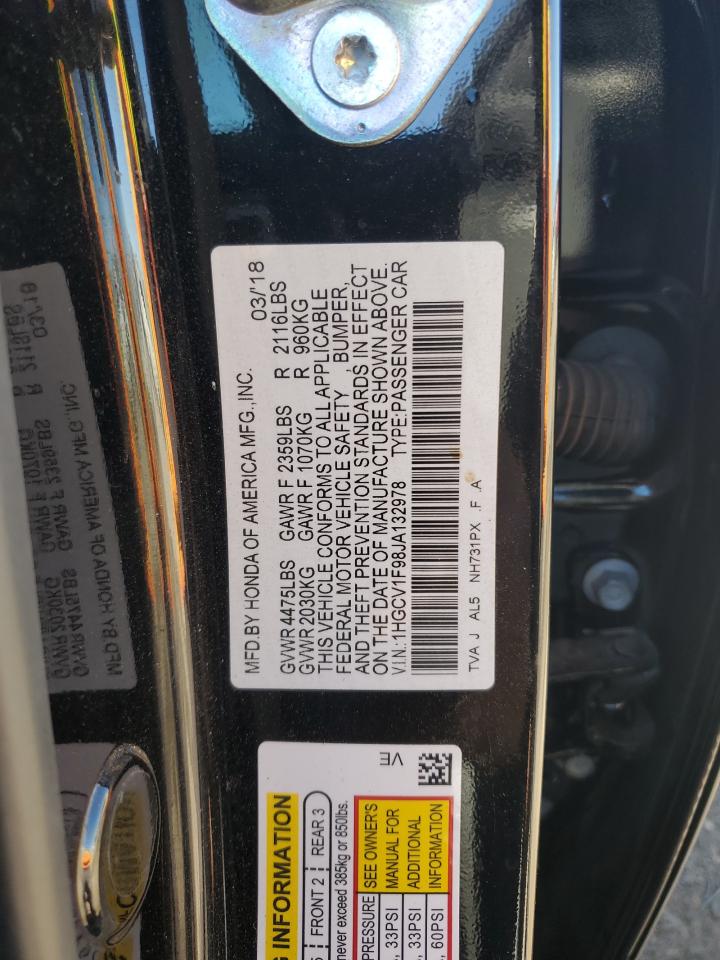 MFD.BY HONDA OF AMERICA MFG.,INC. 03/'18
GVWR 4475LBS GAWR F 2359LBS R 2116LBS
GVWR 2030KG GAWR F 1070KG R 960KG
THIS VEHICLE CONFORMS TO ALL APPLICABLE
FEDERAL MOTOR VEHICLE SAFETY, BUMPER,
AND THEFT PREVENTION STANDARDS IN EFFECT
ON THE DATE OF MANUFACTURE SHOWN ABOVE.
V.I.N.:1HGCV1F98JA132978 TYPE:PASSENGER CAR
TVA J AL5 NH731PX .F .A
INFORMATION
FRONT 2 REAR 3
never exceed 385kg or 850lbs.
PRESSURE SEE OWNER'S
33PSI MANUAL FOR
33PSI ADDITIONAL
60PSI INFORMATION
VE